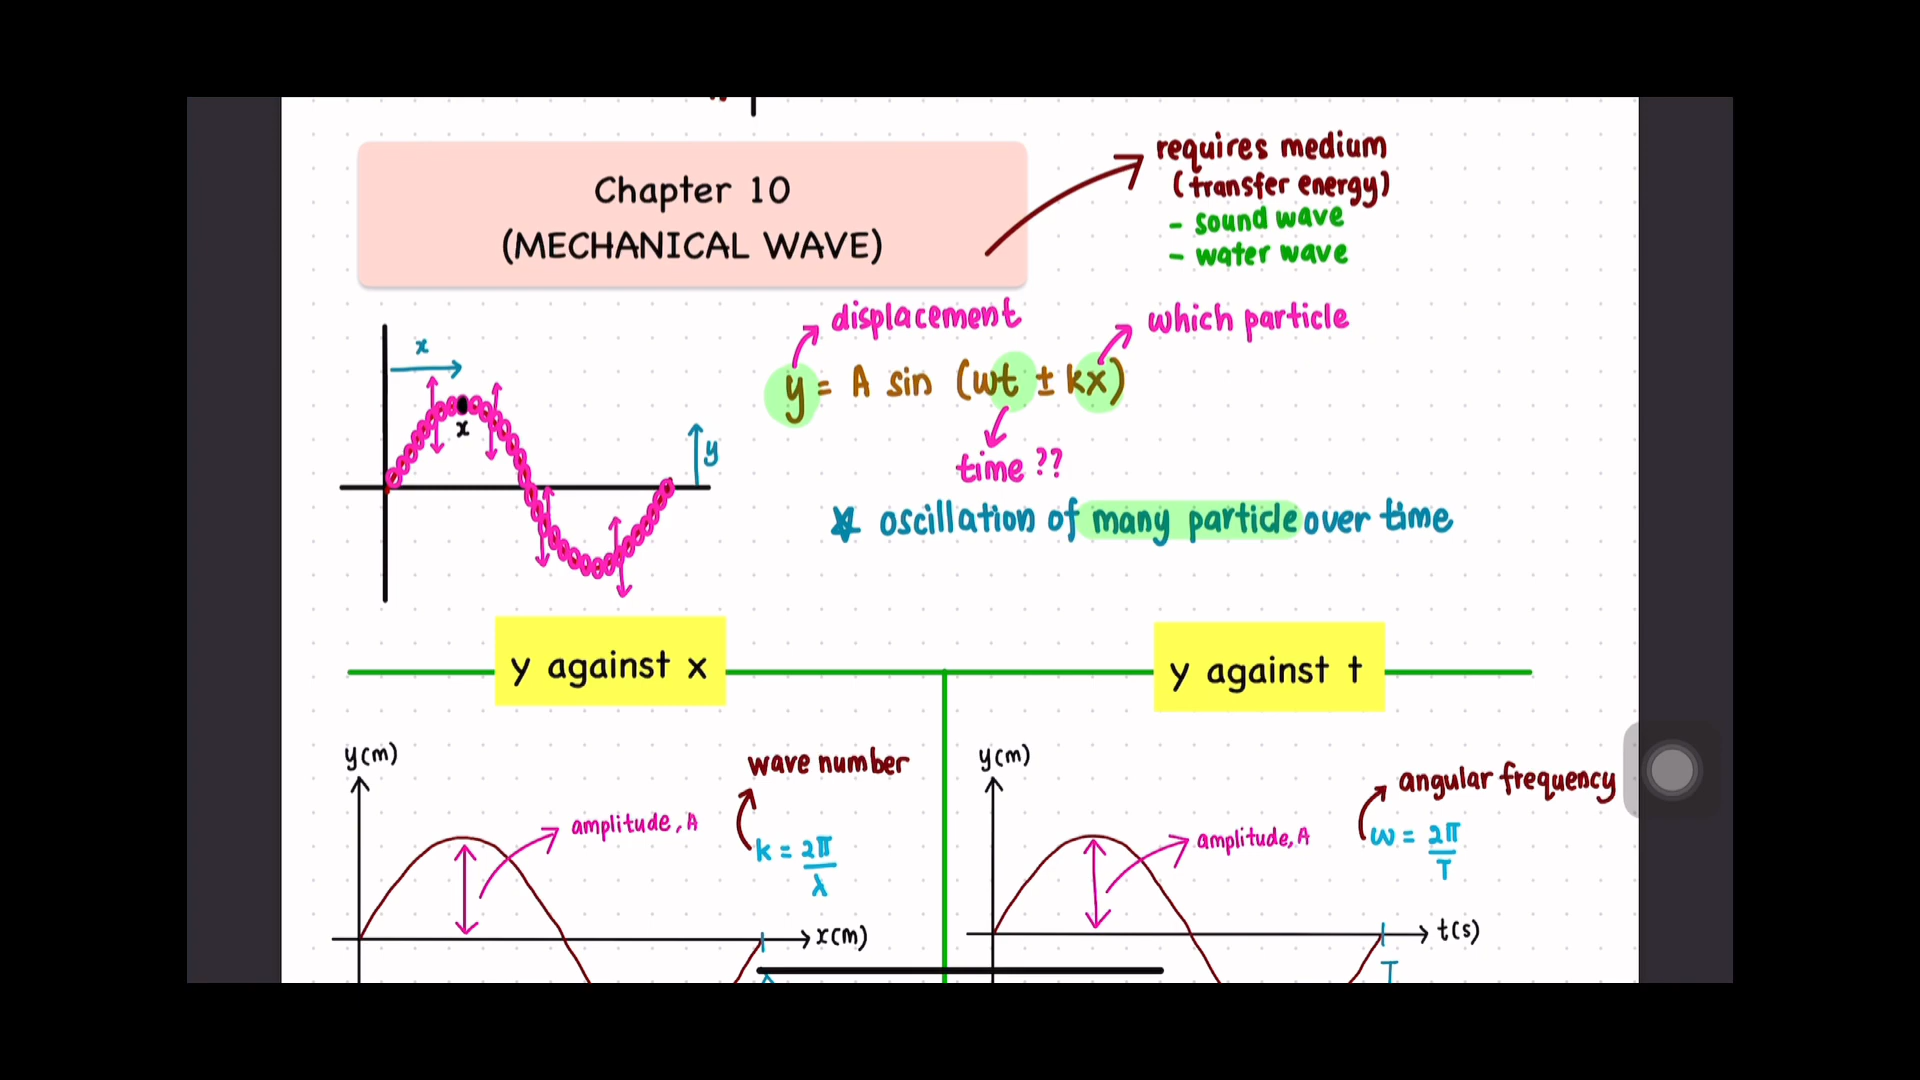 Chapter 10
(MECHANICAL WAVE)
requires medium
(transfer energy)
- sound wave
- water wave
displacement
which particle
x
x
y
y = A sin (wt ± kx)
time ??
★ oscillation of many particle over time
y against x
y against t
y(m)
wave number
amplitude, A
k = 2π/λ
x(m)
y(m)
angular frequency
amplitude, A
ω = 2π/T
t(s)
T